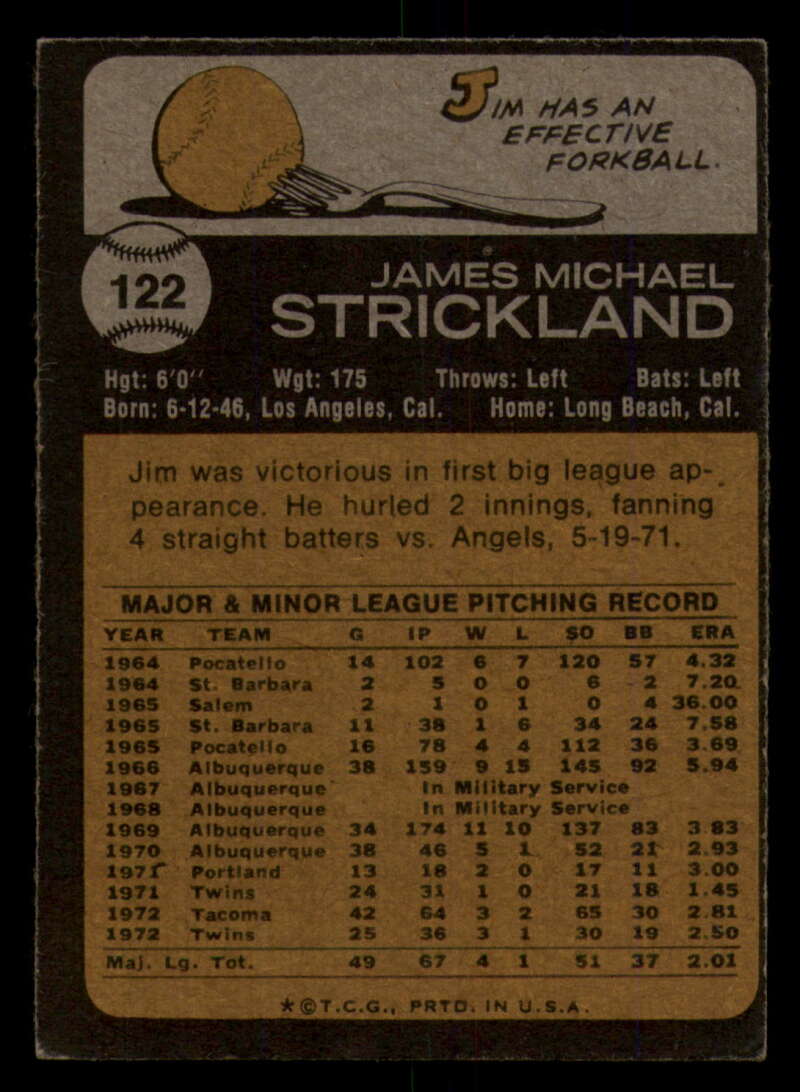 JIM HAS AN
EFFECTIVE
FORKBALL.
122
JAMES MICHAEL
STRICKLAND
Hgt: 6'0" Wgt: 175 Throws: Left Bats: Left
Born: 6-12-46, Los Angeles, Cal. Home: Long Beach, Cal.
Jim was victorious in first big league ap-
pearance. He hurled 2 innings, fanning
4 straight batters vs. Angels, 5-19-71.
MAJOR & MINOR LEAGUE PITCHING RECORD
YEAR TEAM G IP W L SO BB ERA
1964 Pocatello 14 102 6 7 120 57 4.32
1964 St. Barbara 2 5 0 0 6 2 7.20
1965 Salem 2 1 0 1 0 4 36.00
1965 St. Barbara 11 38 1 6 34 24 7.58
1965 Pocatello 16 78 4 4 112 36 3.69
1966 Albuquerque 38 159 9 15 145 92 5.94
1967 Albuquerque In Military Service
1968 Albuquerque In Military Service
1969 Albuquerque 34 174 11 10 137 83 3.83
1970 Albuquerque 38 46 5 1 52 21 2.93
1971 Portland 13 18 2 0 17 11 3.00
1971 Twins 24 31 1 0 21 18 1.45
1972 Tacoma 42 64 3 2 65 30 2.81
1972 Twins 25 36 3 1 30 19 2.50
Maj. Lg. Tot. 49 67 4 1 51 37 2.01
*©T.C.G., PRTD. IN U.S.A.